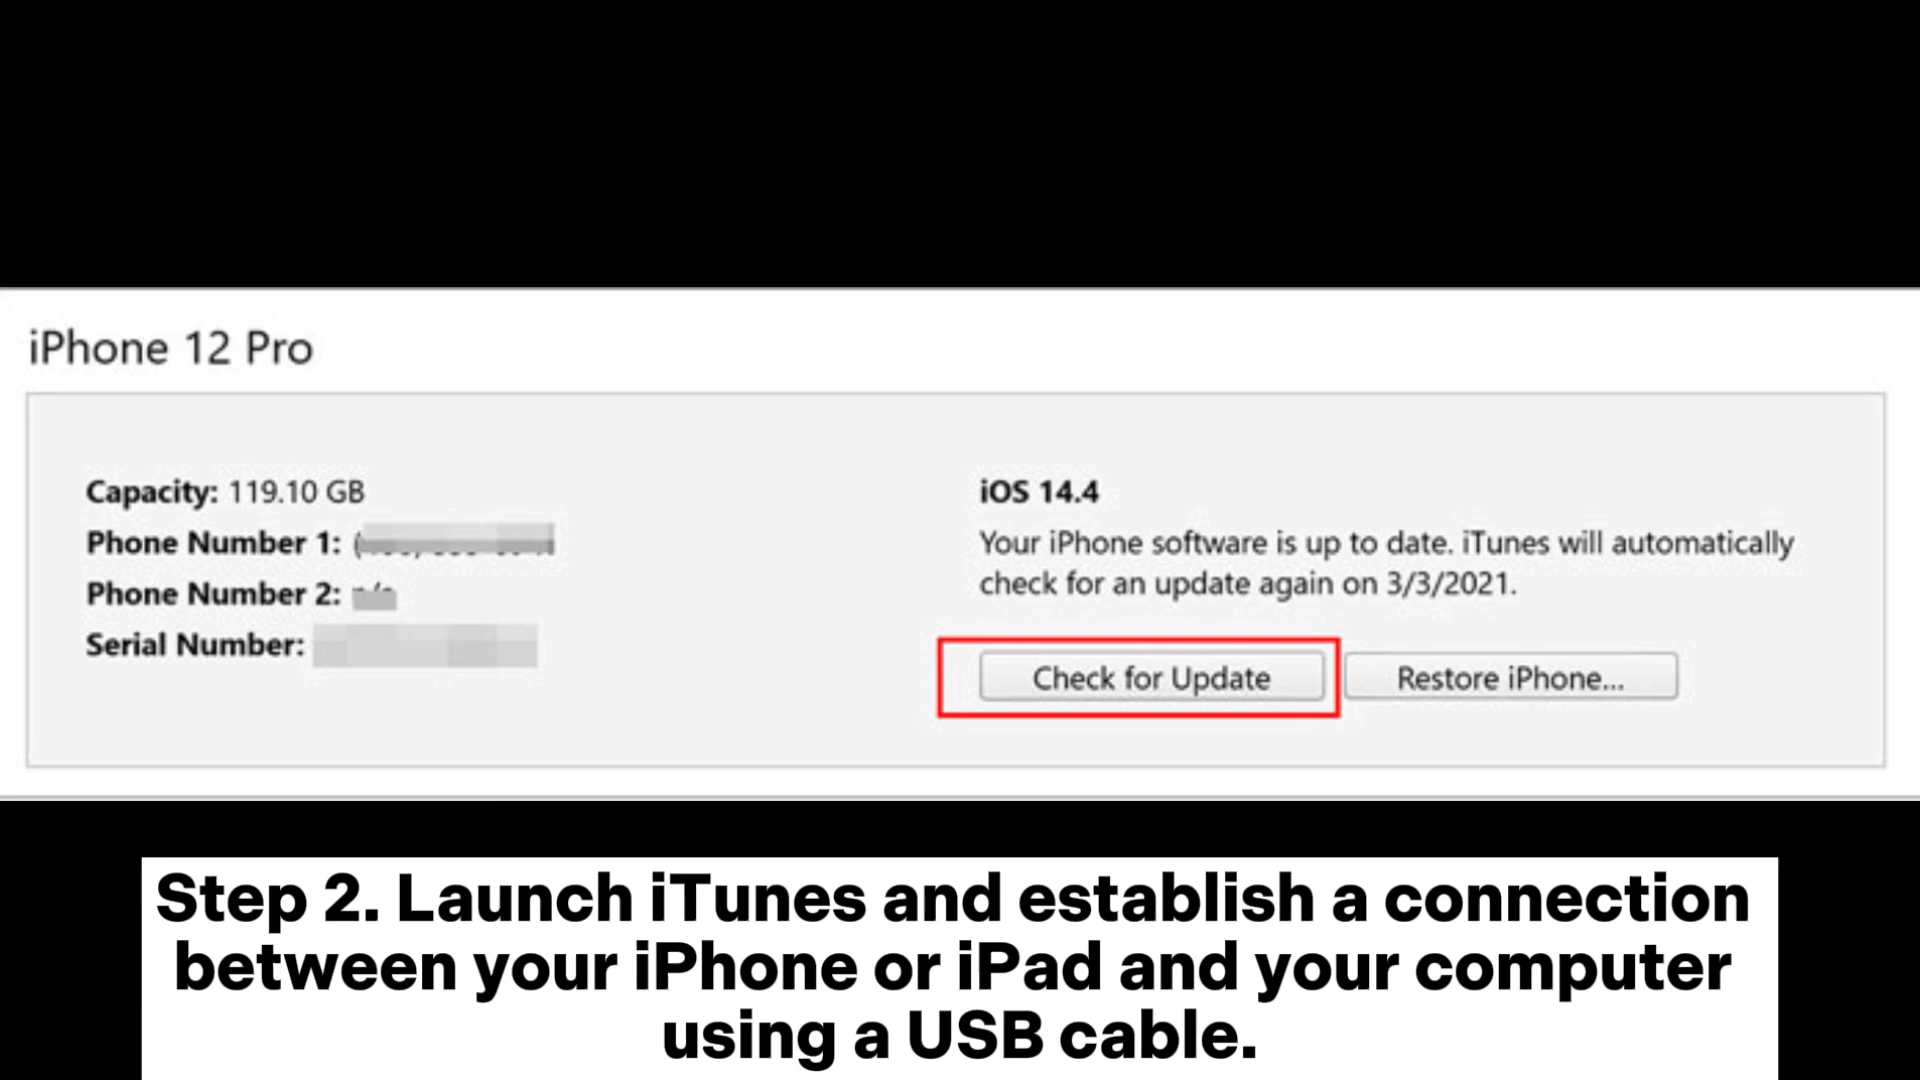 iPhone 12 Pro
Capacity: 119.10 GB
Phone Number 1:
Phone Number 2:
Serial Number:
iOS 14.4
Your iPhone software is up to date. iTunes will automatically
check for an update again on 3/3/2021.
Check for Update
Restore iPhone...
Step 2. Launch iTunes and establish a connection
between your iPhone or iPad and your computer
using a USB cable.